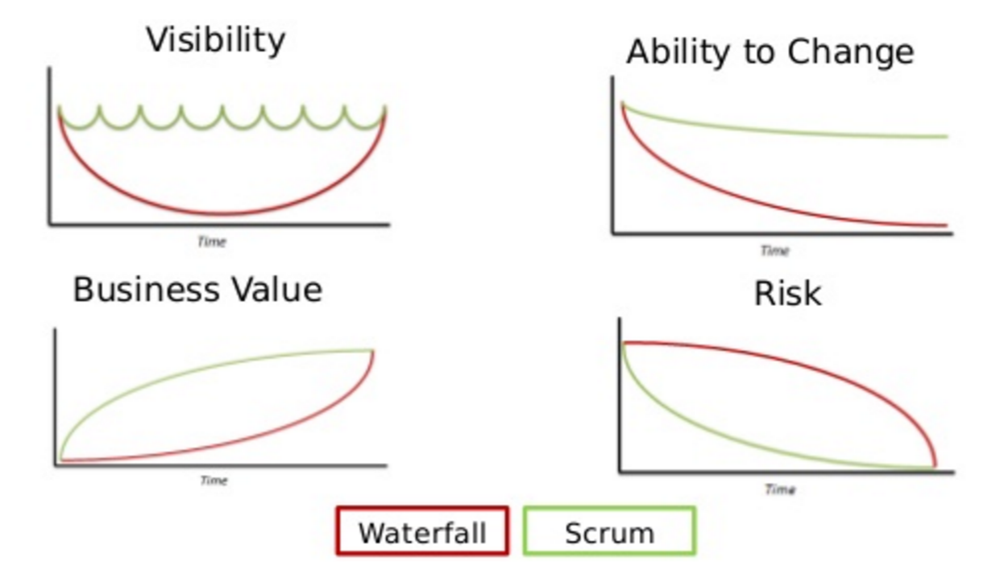 Visibility
Ability to Change
Time
Time
Business Value
Risk
Time
Time
Waterfall
Scrum